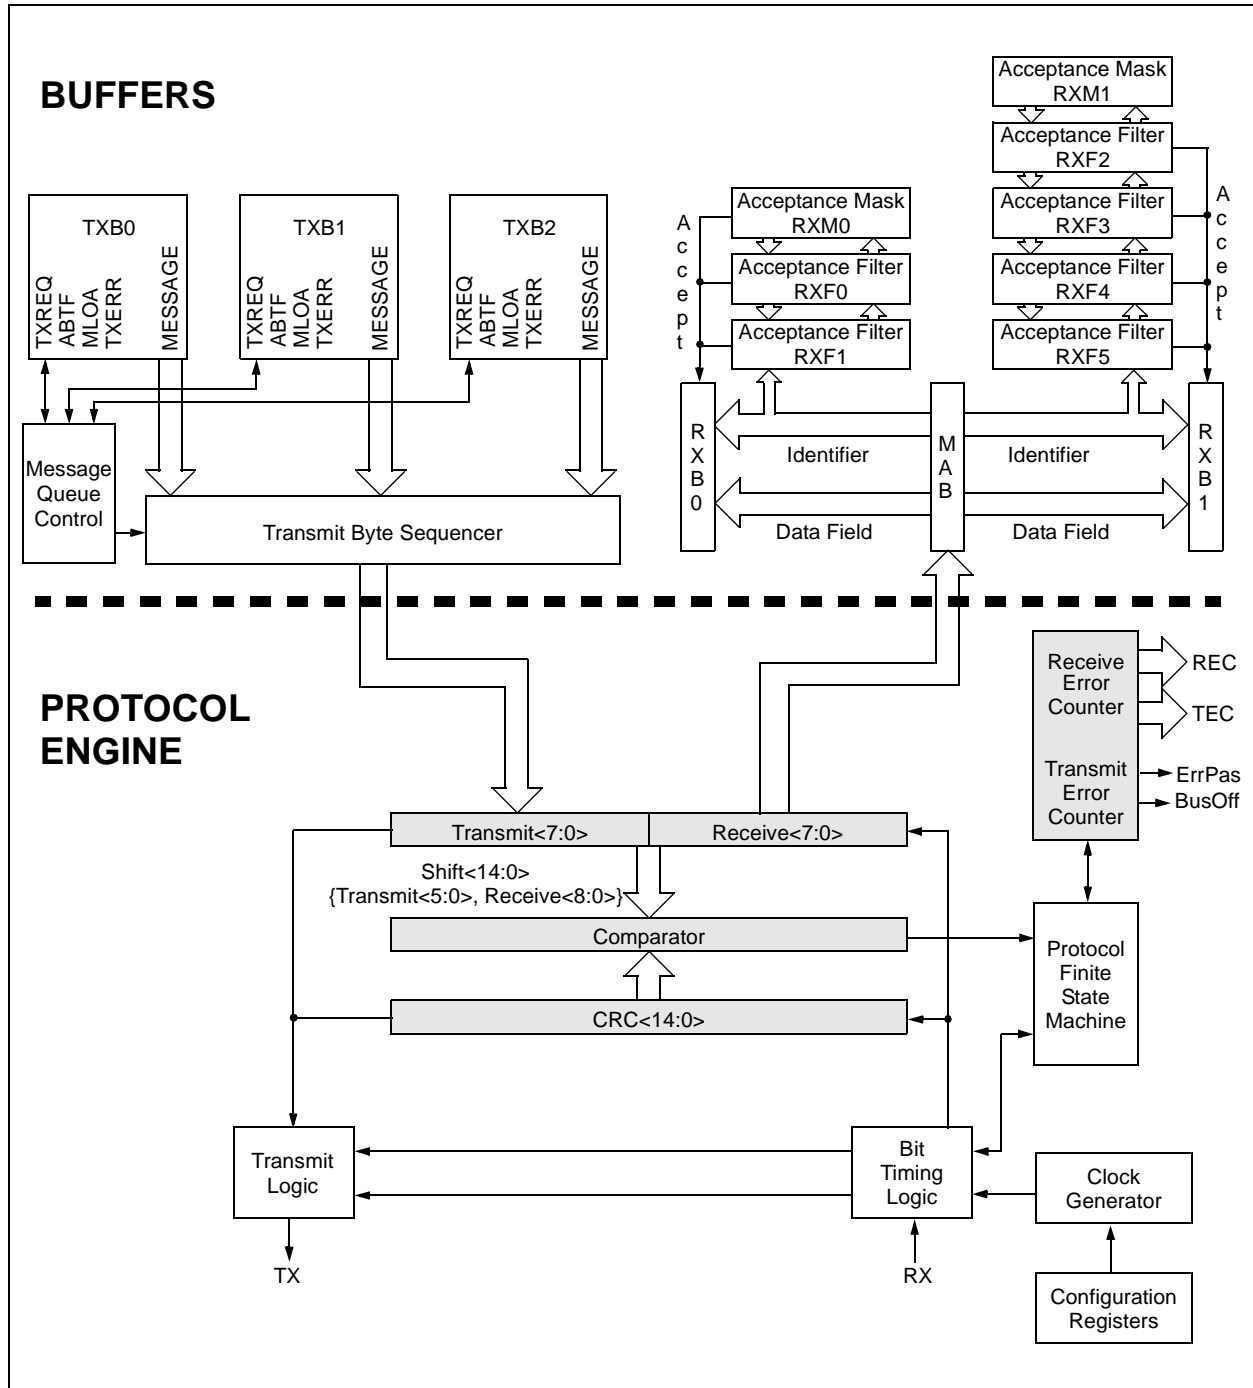 BUFFERS
Acceptance Mask
RXM1
Acceptance Filter
RXF2
Acceptance Filter
RXF3
Acceptance Filter
RXF4
Acceptance Filter
RXF5
Accept
Acceptance Mask
RXM0
Acceptance Filter
RXF0
Acceptance Filter
RXF1
Accept
TXB0
TXREQ
ABTF
MLOA
TXERR
MESSAGE
TXB1
TXREQ
ABTF
MLOA
TXERR
MESSAGE
TXB2
TXREQ
ABTF
MLOA
TXERR
MESSAGE
Message
Queue
Control
Transmit Byte Sequencer
RXB0
Identifier
Data Field
MAB
Identifier
Data Field
RXB1
PROTOCOL
ENGINE
Receive
Error
Counter
Transmit
Error
Counter
REC
TEC
ErrPas
BusOff
Transmit<7:0>
Receive<7:0>
Shift<14:0>
{Transmit<5:0>, Receive<8:0>}
Comparator
CRC<14:0>
Protocol
Finite
State
Machine
Transmit
Logic
Bit
Timing
Logic
Clock
Generator
TX
RX
Configuration
Registers